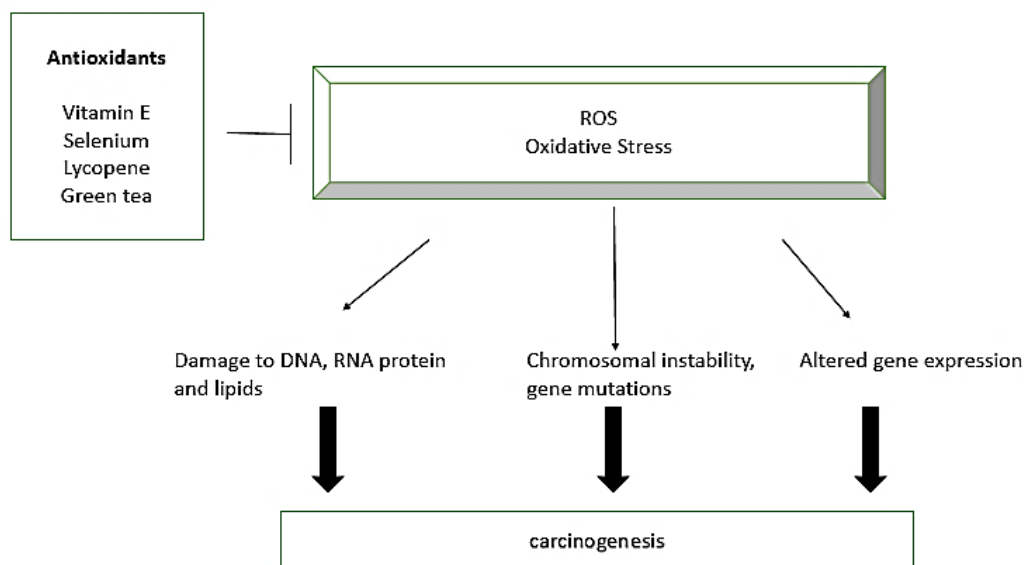 Antioxidants
Vitamin E
Selenium
Lycopene
Green tea
ROS
Oxidative Stress
Damage to DNA, RNA protein
and lipids
Chromosomal instability,
gene mutations
Altered gene expression
carcinogenesis